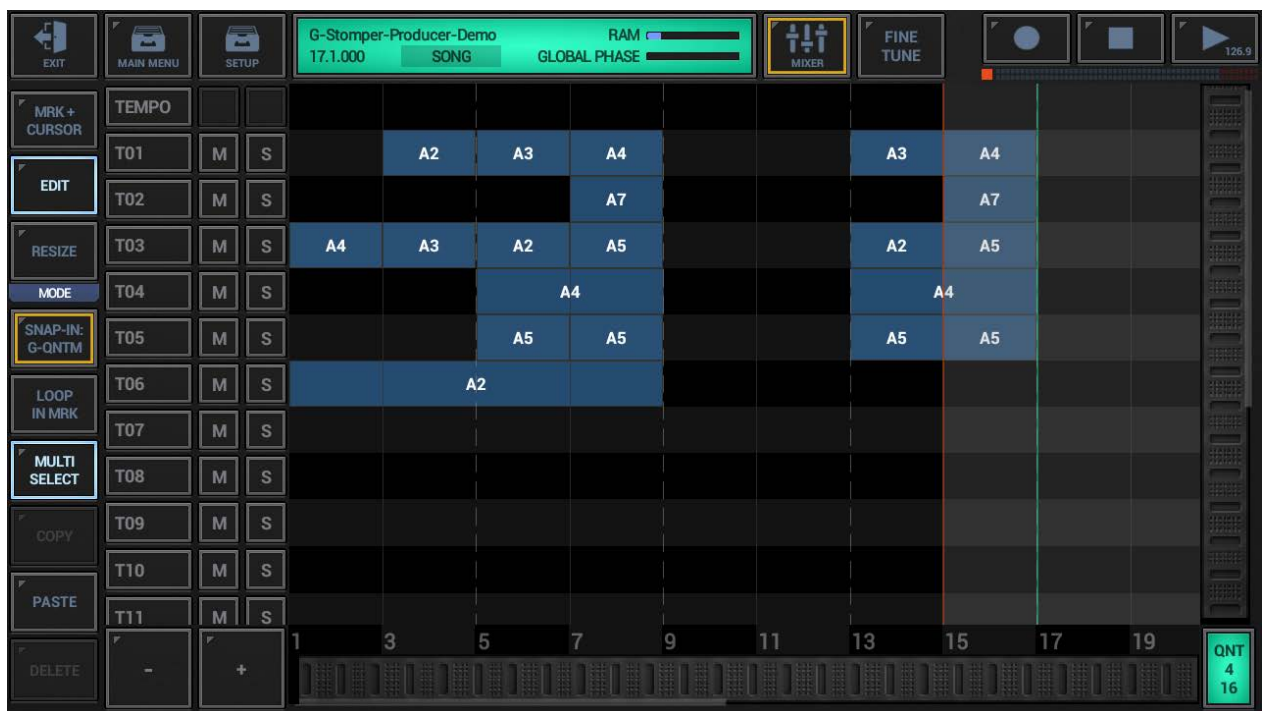 EXIT
MAIN MENU
SETUP
G-Stomper-Producer-Demo RAM
17.1.000 SONG GLOBAL PHASE
MIXER
FINE
TUNE
126.9
MRK +
CURSOR
EDIT
RESIZE
MODE
SNAP-IN:
G-QNTM
LOOP
IN MRK
MULTI
SELECT
COPY
PASTE
DELETE
TEMPO
T01 M S A2 A3 A4 A3 A4
T02 M S A7 A7
T03 M S A4 A3 A2 A5 A2 A5
T04 M S A4 A4
T05 M S A5 A5 A5 A5
T06 M S A2
T07 M S
T08 M S
T09 M S
T10 M S
T11 M S
- +
1 3 5 7 9 11 13 15 17 19
QNT
4
16